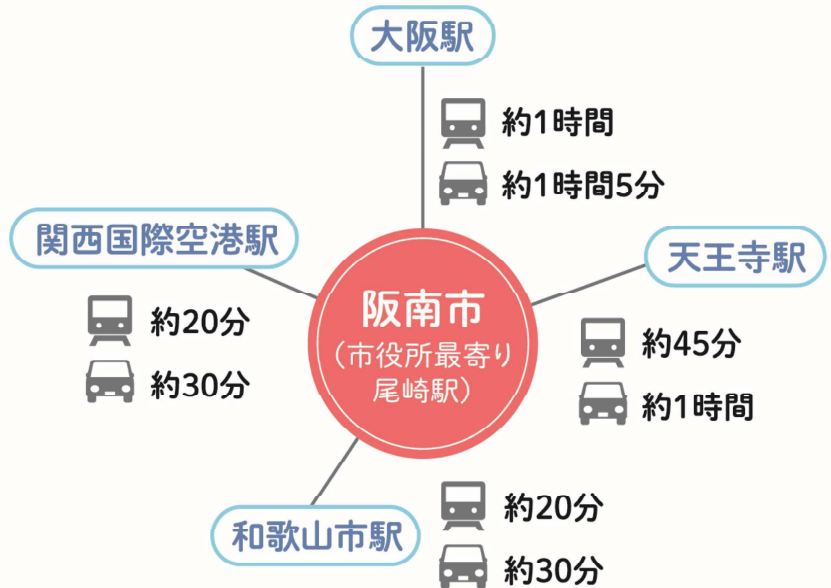 大阪駅
約1時間
約1時間5分
関西国際空港駅
約20分
約30分
天王寺駅
約45分
約1時間
阪南市
(市役所最寄り
尾崎駅)
和歌山市駅
約20分
約30分